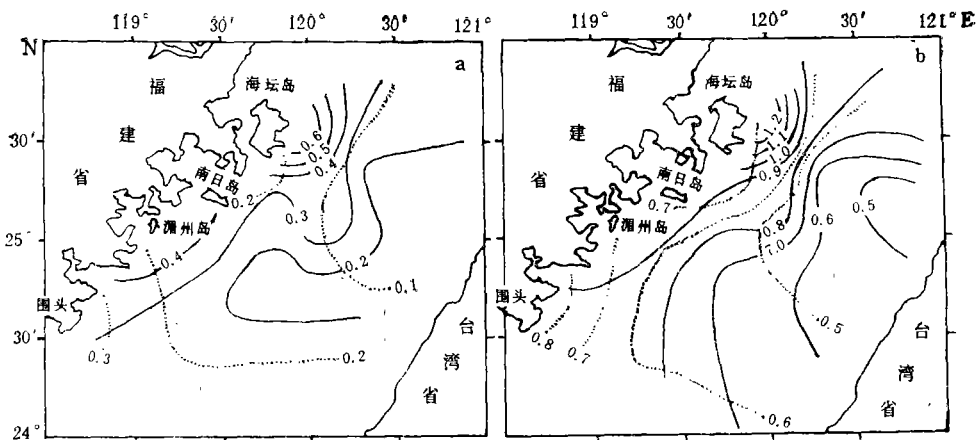 119° 30′ 120° 30′
30′ 120° 30′ 121°E
N
a
福
建
省
海坛岛
南日岛
湄州岛
围头
台
湾
省
30′
25°
30′
24°
0.6
0.5
0.4
0.2
0.3
0.4
0.2
0.1
0.3
0.2
119°
b
福
建
省
海坛岛
南日岛
湄州岛
围头
台
湾
省
1.2
1.0
0.9
0.7
0.8
7.0
0.6
0.5
0.8
0.7
0.5
0.6